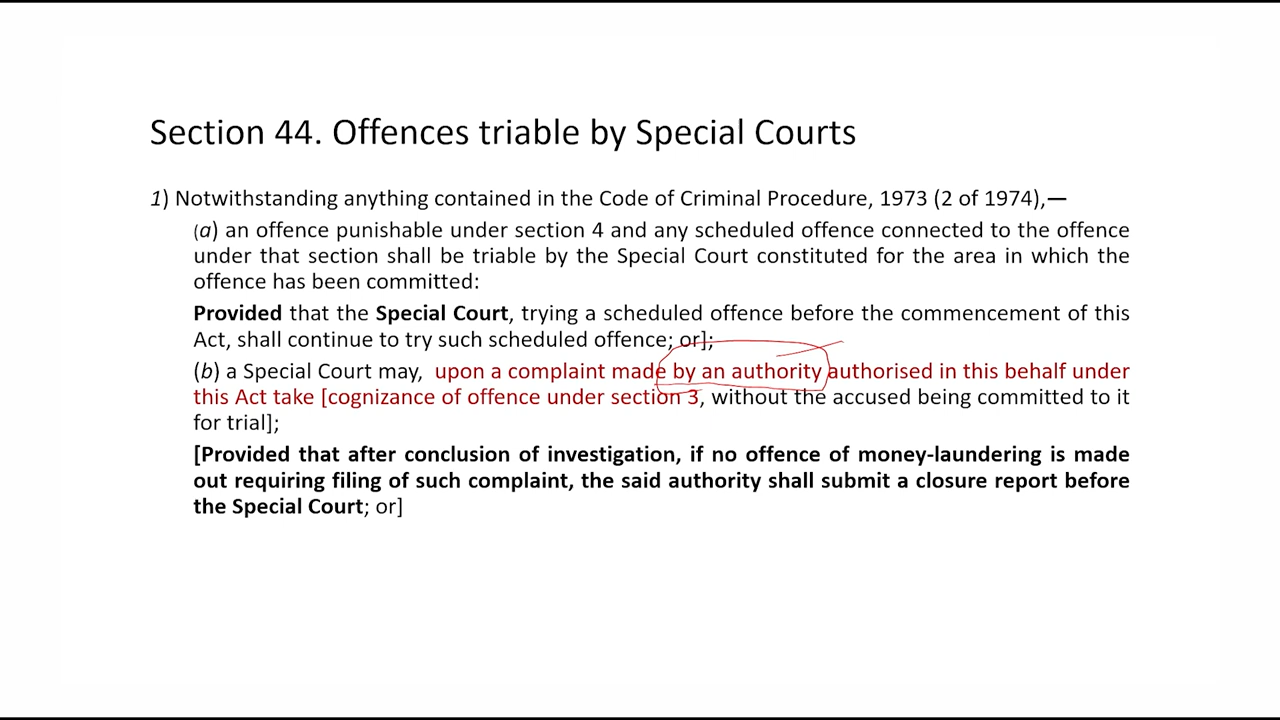 Section 44. Offences triable by Special Courts
1) Notwithstanding anything contained in the Code of Criminal Procedure, 1973 (2 of 1974),—
(a) an offence punishable under section 4 and any scheduled offence connected to the offence
under that section shall be triable by the Special Court constituted for the area in which the
offence has been committed:
Provided that the Special Court, trying a scheduled offence before the commencement of this
Act, shall continue to try such scheduled offence; or];
(b) a Special Court may, upon a complaint made by an authority authorised in this behalf under
this Act take [cognizance of offence under section 3, without the accused being committed to it
for trial];
[Provided that after conclusion of investigation, if no offence of money-laundering is made
out requiring filing of such complaint, the said authority shall submit a closure report before
the Special Court; or]